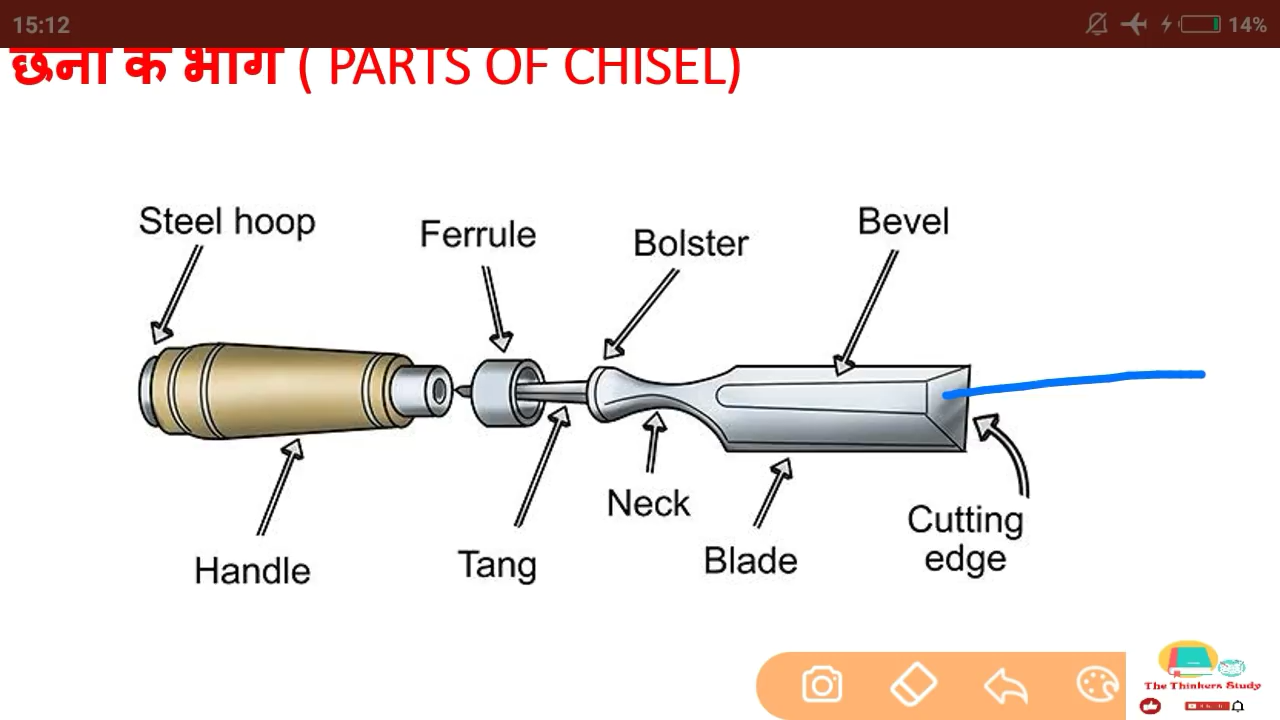 15:12
14%
छेनी के भाग ( PARTS OF CHISEL)
Steel hoop
Ferrule
Bolster
Bevel
Handle
Tang
Neck
Blade
Cutting
edge
The Thinkers Study